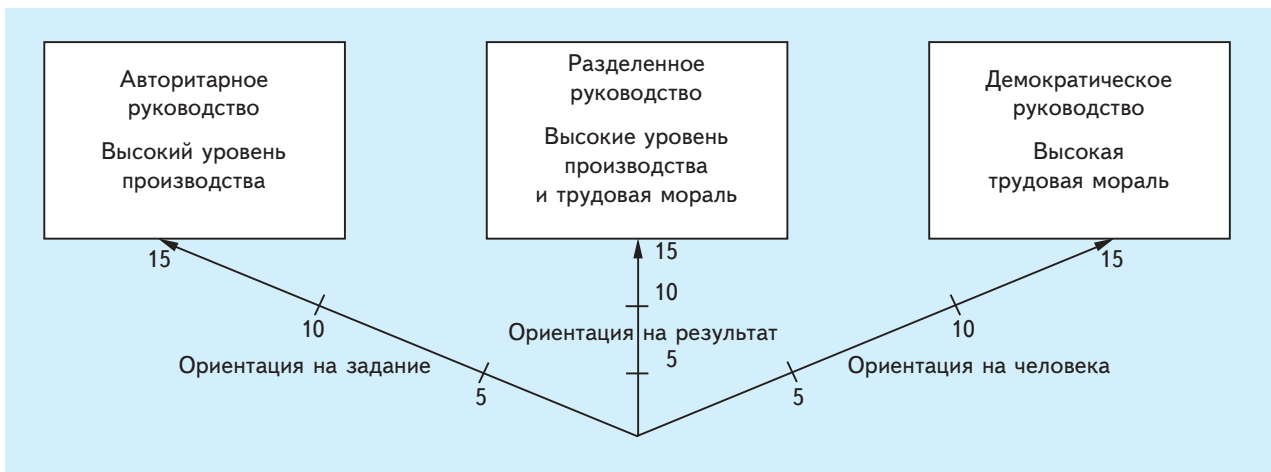 Авторитарное
руководство
Высокий уровень
производства
Разделенное
руководство
Высокие уровень
производства
и трудовая мораль
Демократическое
руководство
Высокая
трудовая мораль
15
10
Ориентация на задание
5
15
10
Ориентация на результат
5
15
10
Ориентация на человека
5